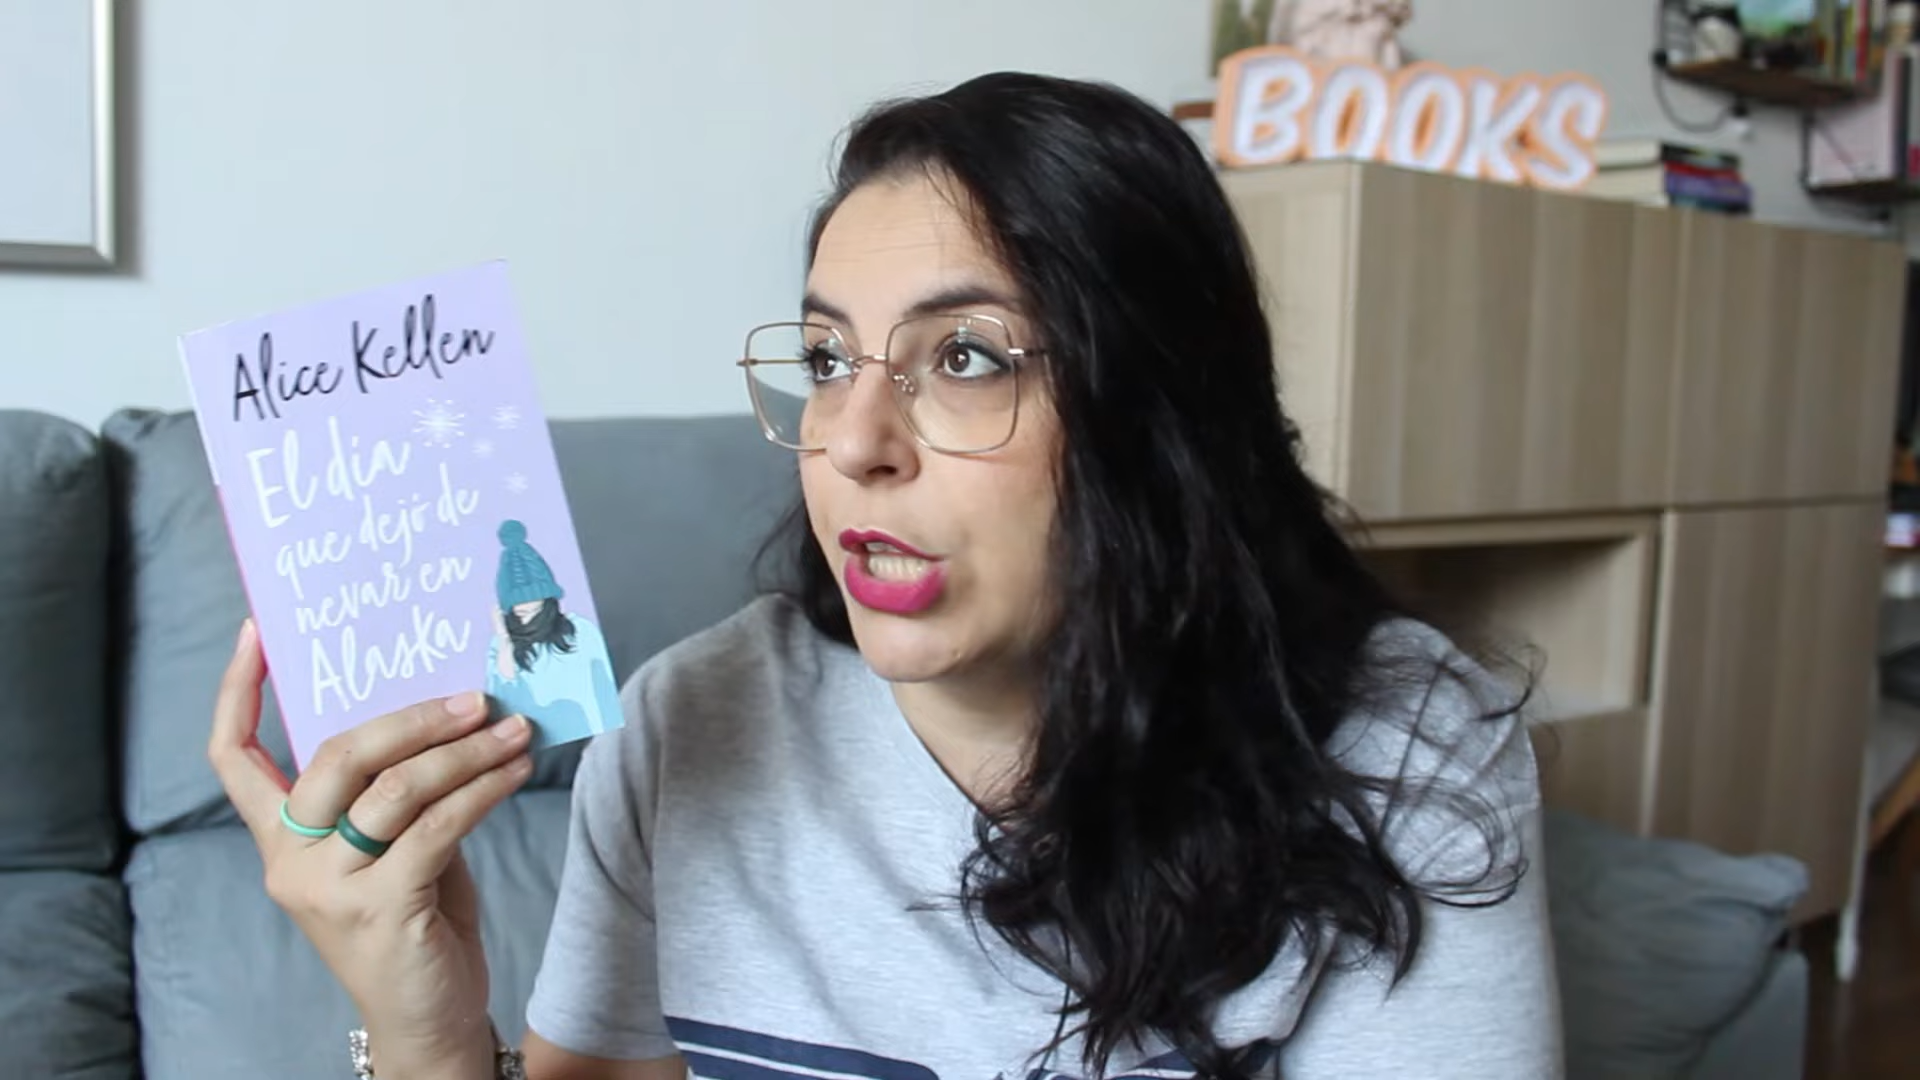 Alice Kellen
El día
que dejó de
nevar en
Alaska
BOOKS